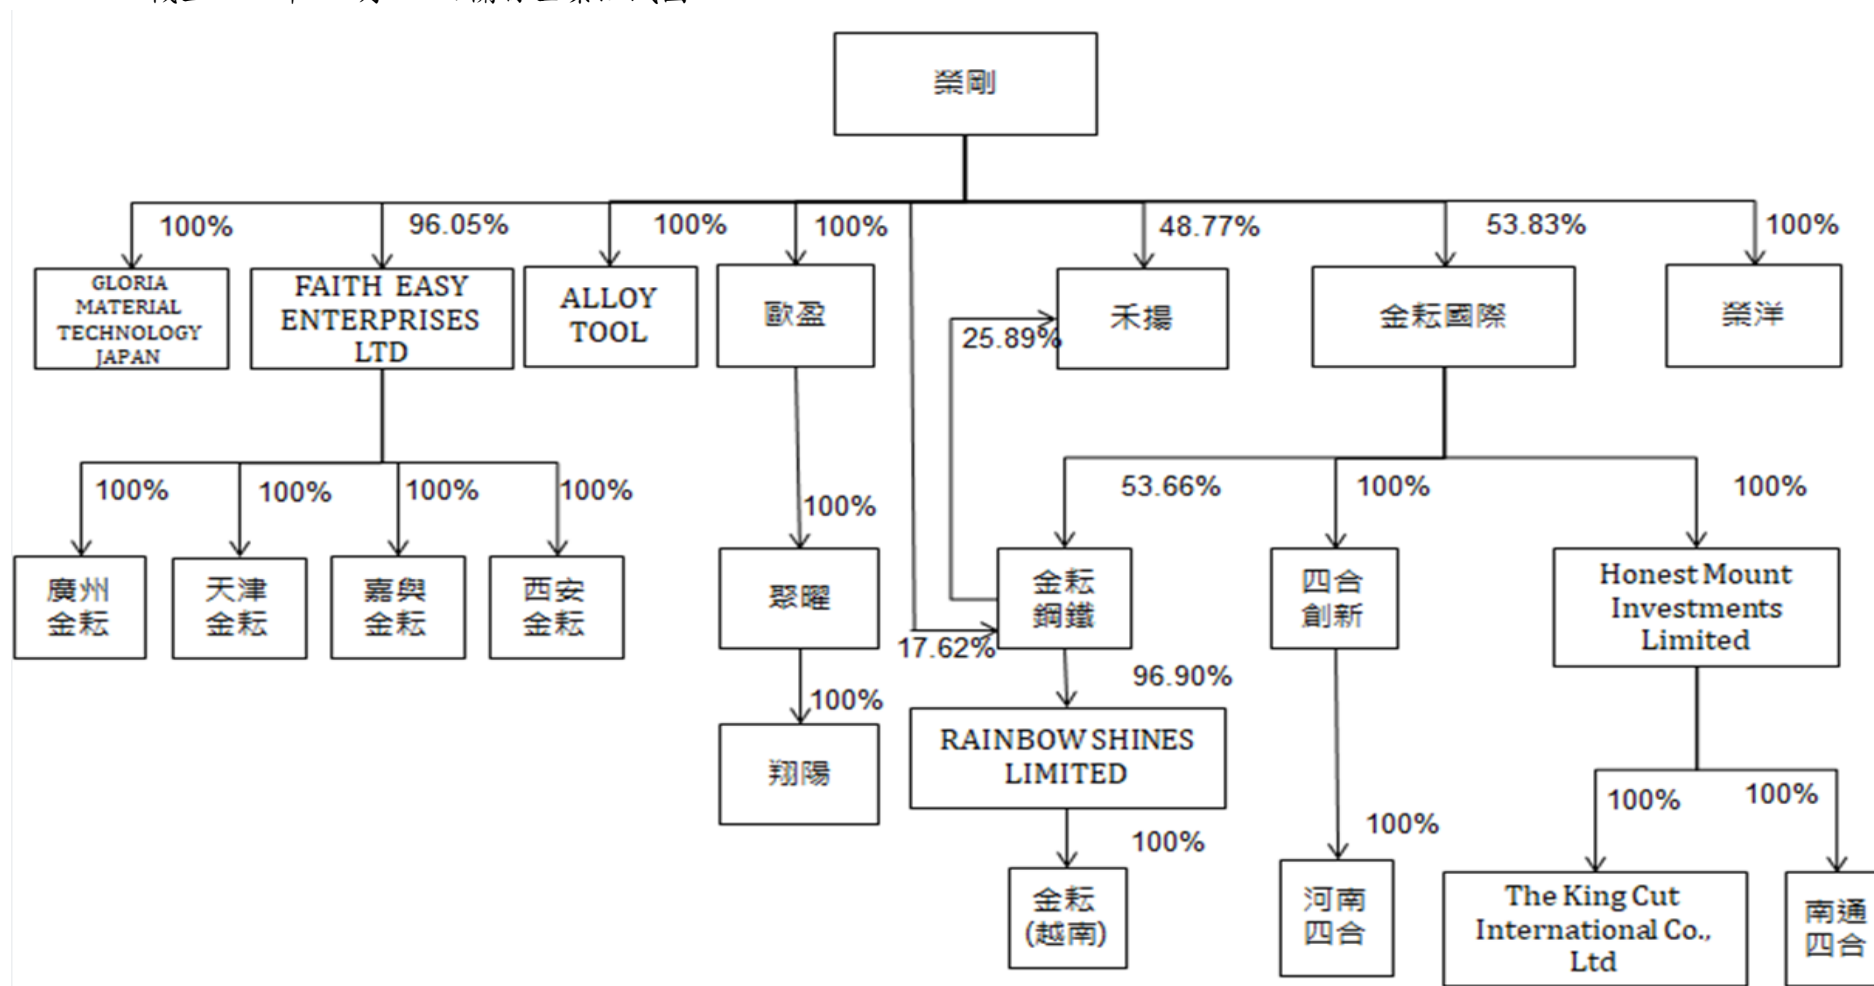 榮剛
100%
96.05%
100%
100%
48.77%
53.83%
100%
GLORIA
MATERIAL
TECHNOLOGY
JAPAN
FAITH EASY
ENTERPRISES
LTD
ALLOY
TOOL
歐盈
禾揚
金耘國際
榮洋
25.89%
100%
100%
100%
100%
100%
53.66%
100%
100%
廣州
金耘
天津
金耘
嘉興
金耘
西安
金耘
聚曜
金耘
鋼鐵
四合
創新
Honest Mount
Investments
Limited
17.62%
100%
96.90%
翔陽
RAINBOW SHINES
LIMITED
100%
100%
100%
100%
金耘
(越南)
河南
四合
The King Cut
International Co.,
Ltd
南通
四合